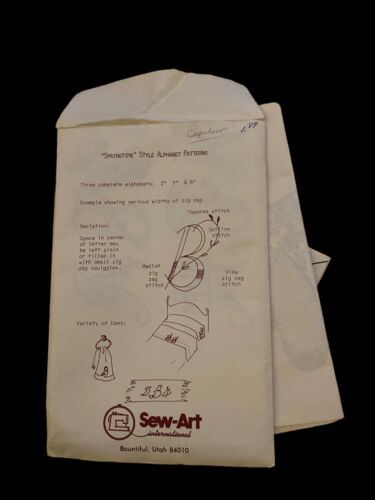 1.89
"Springtime" Style Alphabet Patterns
Three complete alphabets: 2" ?" & 6"
Example showing various widths of zig zag
Tapered stitch
Variation:
Outline stitch
Space in center
of letter may
be left plain
or filled in
with small zig
zag squiggles.
B
Medium
zig
zag
stitch
Wide
zig zag
stitch
Variety of Uses:
Sew-Art
international
Bountiful, Utah 84010